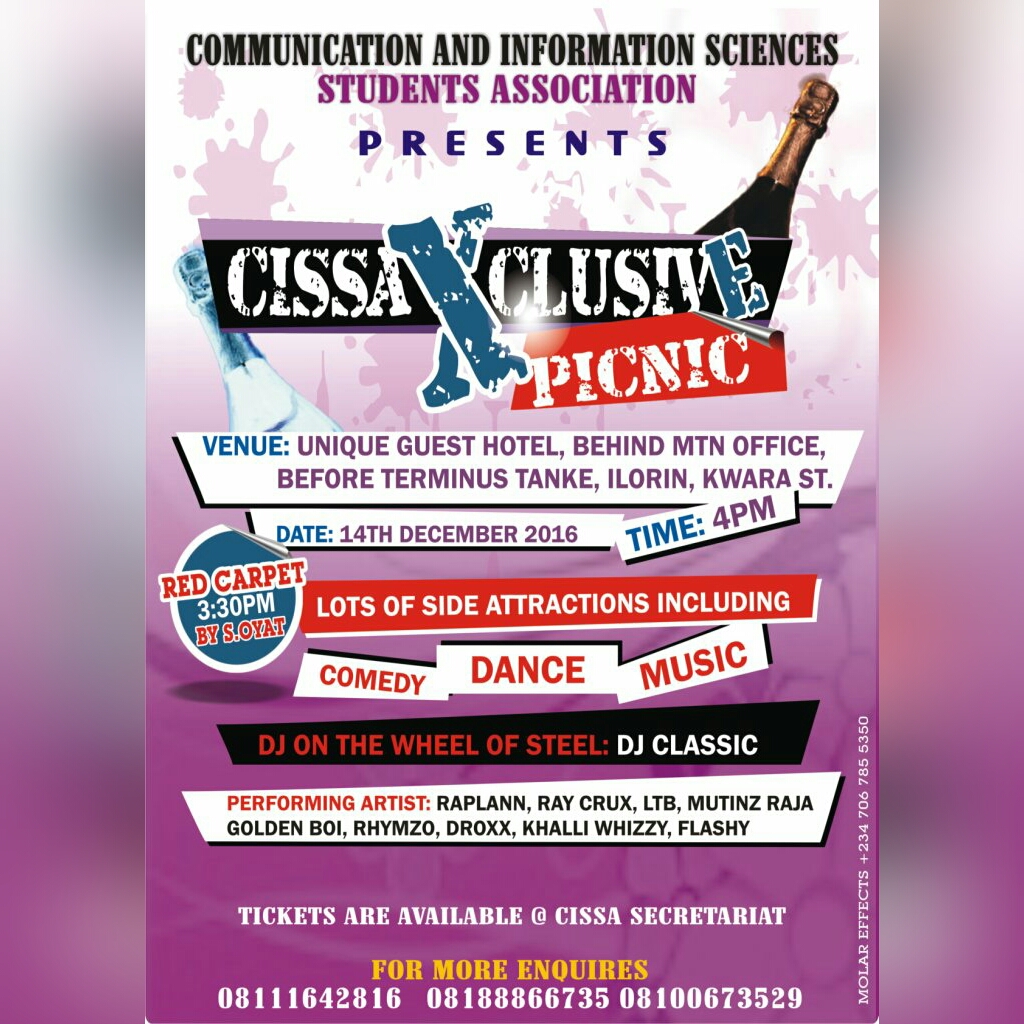 COMMUNICATION AND INFORMATION SCIENCES
STUDENTS ASSOCIATION
PRESENTS
CISSA XCLUSIVE
PICNIC
VENUE: UNIQUE GUEST HOTEL, BEHIND MTN OFFICE,
BEFORE TERMINUS TANKE, ILORIN, KWARA ST.
DATE: 14TH DECEMBER 2016
TIME: 4PM
RED CARPET
3:30PM
BY S.OYAT
LOTS OF SIDE ATTRACTIONS INCLUDING
COMEDY
DANCE
MUSIC
DJ ON THE WHEEL OF STEEL: DJ CLASSIC
PERFORMING ARTIST: RAPLANN, RAY CRUX, LTB, MUTINZ RAJA
GOLDEN BOI, RHYMZO, DROXX, KHALLI WHIZZY, FLASHY
TICKETS ARE AVAILABLE @ CISSA SECRETARIAT
FOR MORE ENQUIRES
08111642816 08188866735 08100673529
MOLAR EFFECTS +234 706 785 5350